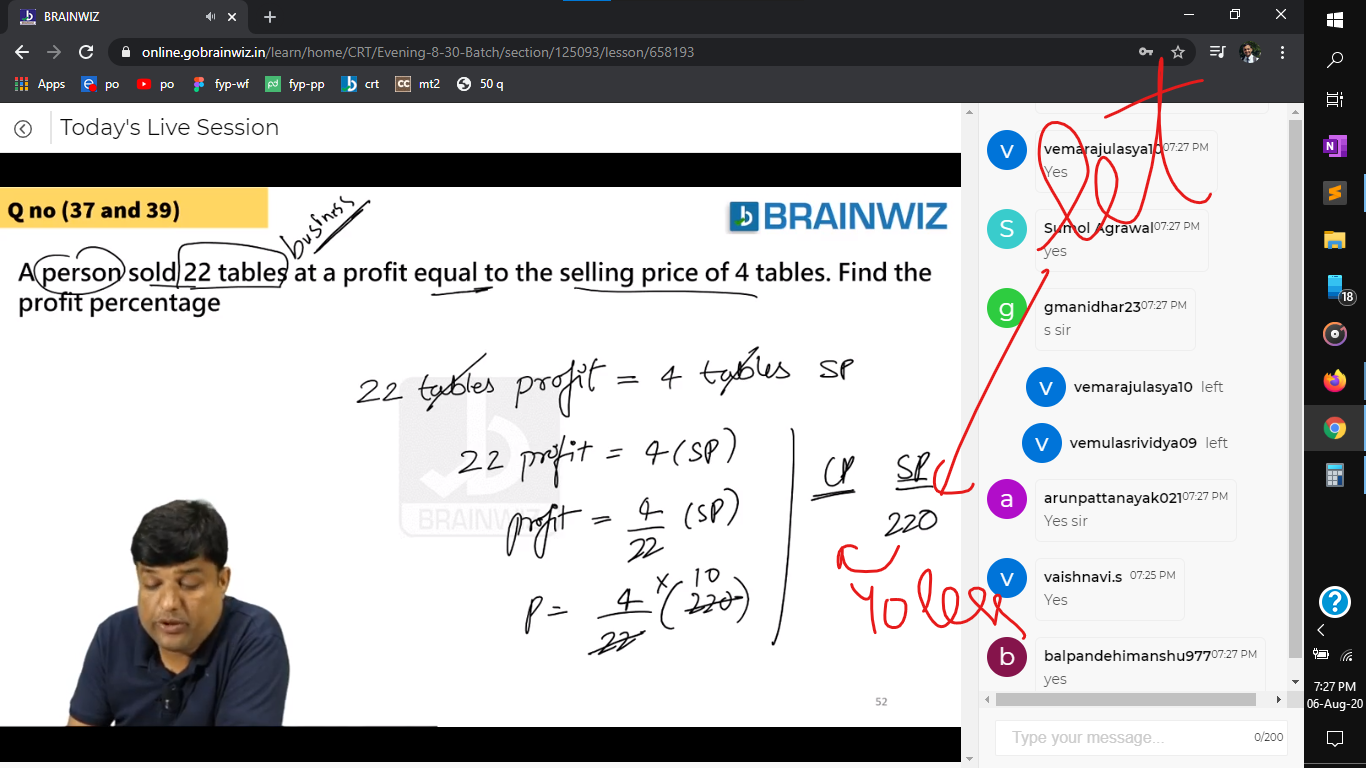 BRAINWIZ
online.gobrainwiz.in/learn/home/CRT/Evening-8-30-Batch/section/125093/lesson/658193
Apps po po fyp-wf fyp-pp crt CC mt2 50 q
Today's Live Session
Q no (37 and 39)
BRAINWIZ
business
A person sold 22 tables at a profit equal to the selling price of 4 tables. Find the
profit percentage
22 tables profit = 4 tables SP
22 profit = 4 (SP)
profit = 4/22 (SP)
P = 4/22 x (220) 10
CP SP
220
40 less
BRAINWIZ
52
let
vemarajulasya10 07:27 PM
Yes
Sumol Agrawal 07:27 PM
yes
gmanidhar23 07:27 PM
s sir
vemarajulasya10 left
vemulasrividya09 left
arunpattanayak021 07:27 PM
Yes sir
vaishnavi.s 07:25 PM
Yes
balpandehimanshu977 07:27 PM
yes
Type your message... 0/200
18
7:27 PM
06-Aug-20